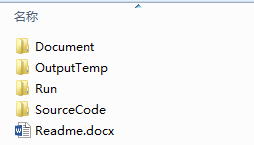 名称
Document
OutputTemp
Run
SourceCode
Readme.docx